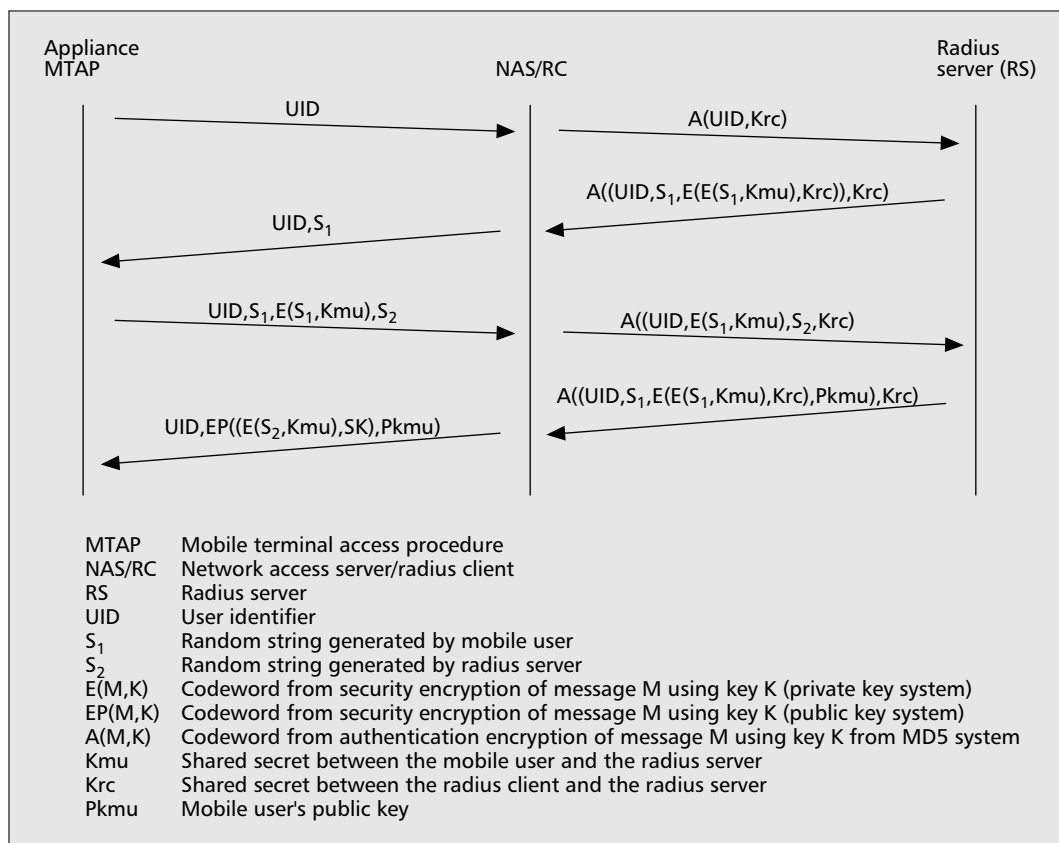 Appliance
MTAP
NAS/RC
Radius
server (RS)
UID
A(UID,Krc)
A((UID,S₁,E(E(S₁,Kmu),Krc)),Krc)
UID,S₁
UID,S₁,E(S₁,Kmu),S₂
A((UID,E(S₁,Kmu),S₂,Krc)
A((UID,S₁,E(E(S₁,Kmu),Krc),Pkmu),Krc)
UID,EP((E(S₂,Kmu),SK),Pkmu)
MTAP Mobile terminal access procedure
NAS/RC Network access server/radius client
RS Radius server
UID User identifier
S₁ Random string generated by mobile user
S₂ Random string generated by radius server
E(M,K) Codeword from security encryption of message M using key K (private key system)
EP(M,K) Codeword from security encryption of message M using key K (public key system)
A(M,K) Codeword from authentication encryption of message M using key K from MD5 system
Kmu Shared secret between the mobile user and the radius server
Krc Shared secret between the radius client and the radius server
Pkmu Mobile user's public key